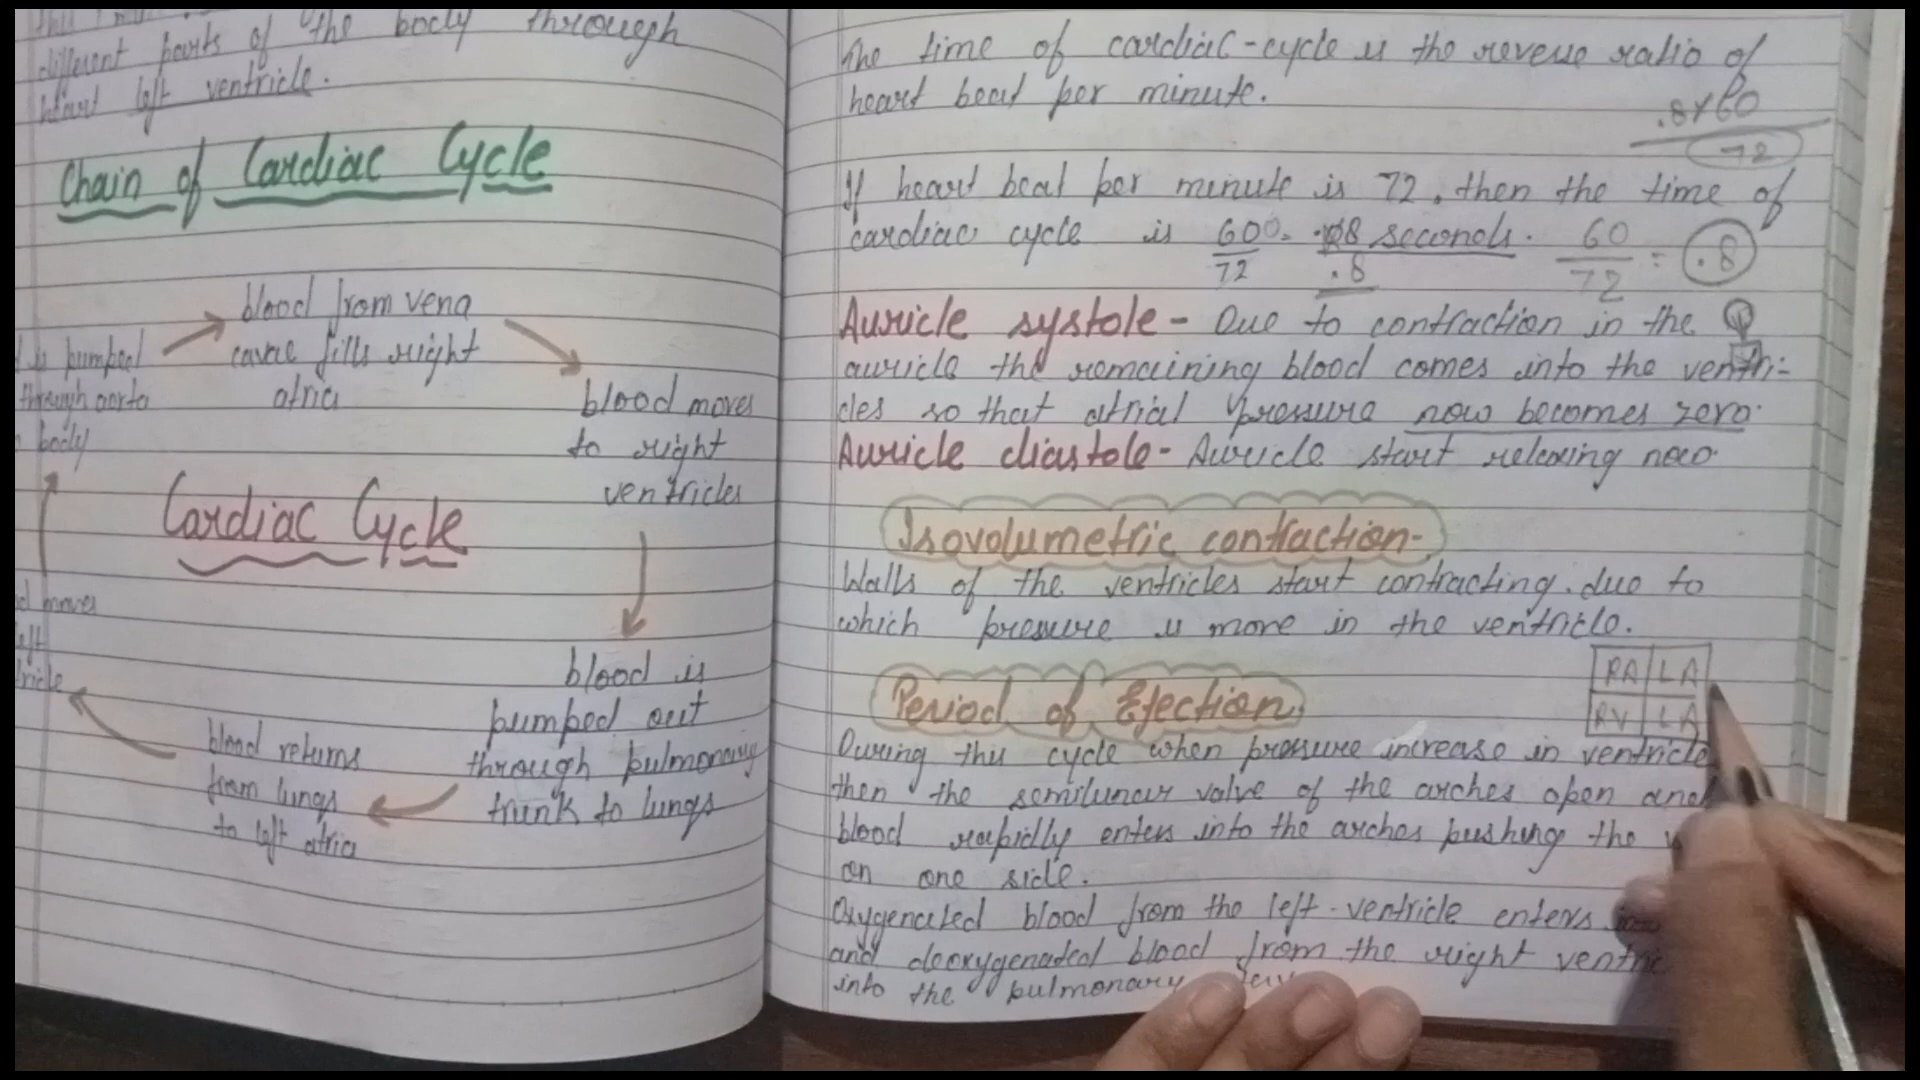 different parts of the body through
heart left ventricle.
Chain of Cardiac Cycle
blood from vena
cavae fills right
atria
blood moves
to right
ventricles
blood is
pumped out
through pulmonary
trunk to lungs
blood returns
from lungs
to left atria
is pumped
through aorta
body
Cardiac Cycle
The time of cardiac-cycle is the reverse ratio of
heart beat per minute.
.8x60
72
If heart beat per minute is 72. then the time of
cardiac cycle is 600 = .8 seconds. 60 = .8
72 .8 72
Auricle systole - Due to contraction in the
auricle the remaining blood comes into the ventri-
cles so that atrial pressure now becomes zero.
Auricle diastole - Auricle start relaxing now.
Isovolumetric contraction-
Walls of the ventricles start contracting. due to
which pressure is more in the ventricle.
RA LA
RV LA
Period of Ejection
During this cycle when pressure increase in ventricle
then the semilunar valve of the arches open and
blood rapidly enters into the arches pushing the
on one side.
Oxygenated blood from the left-ventricle enters
and deoxygenated blood from the right
into the pulmonary